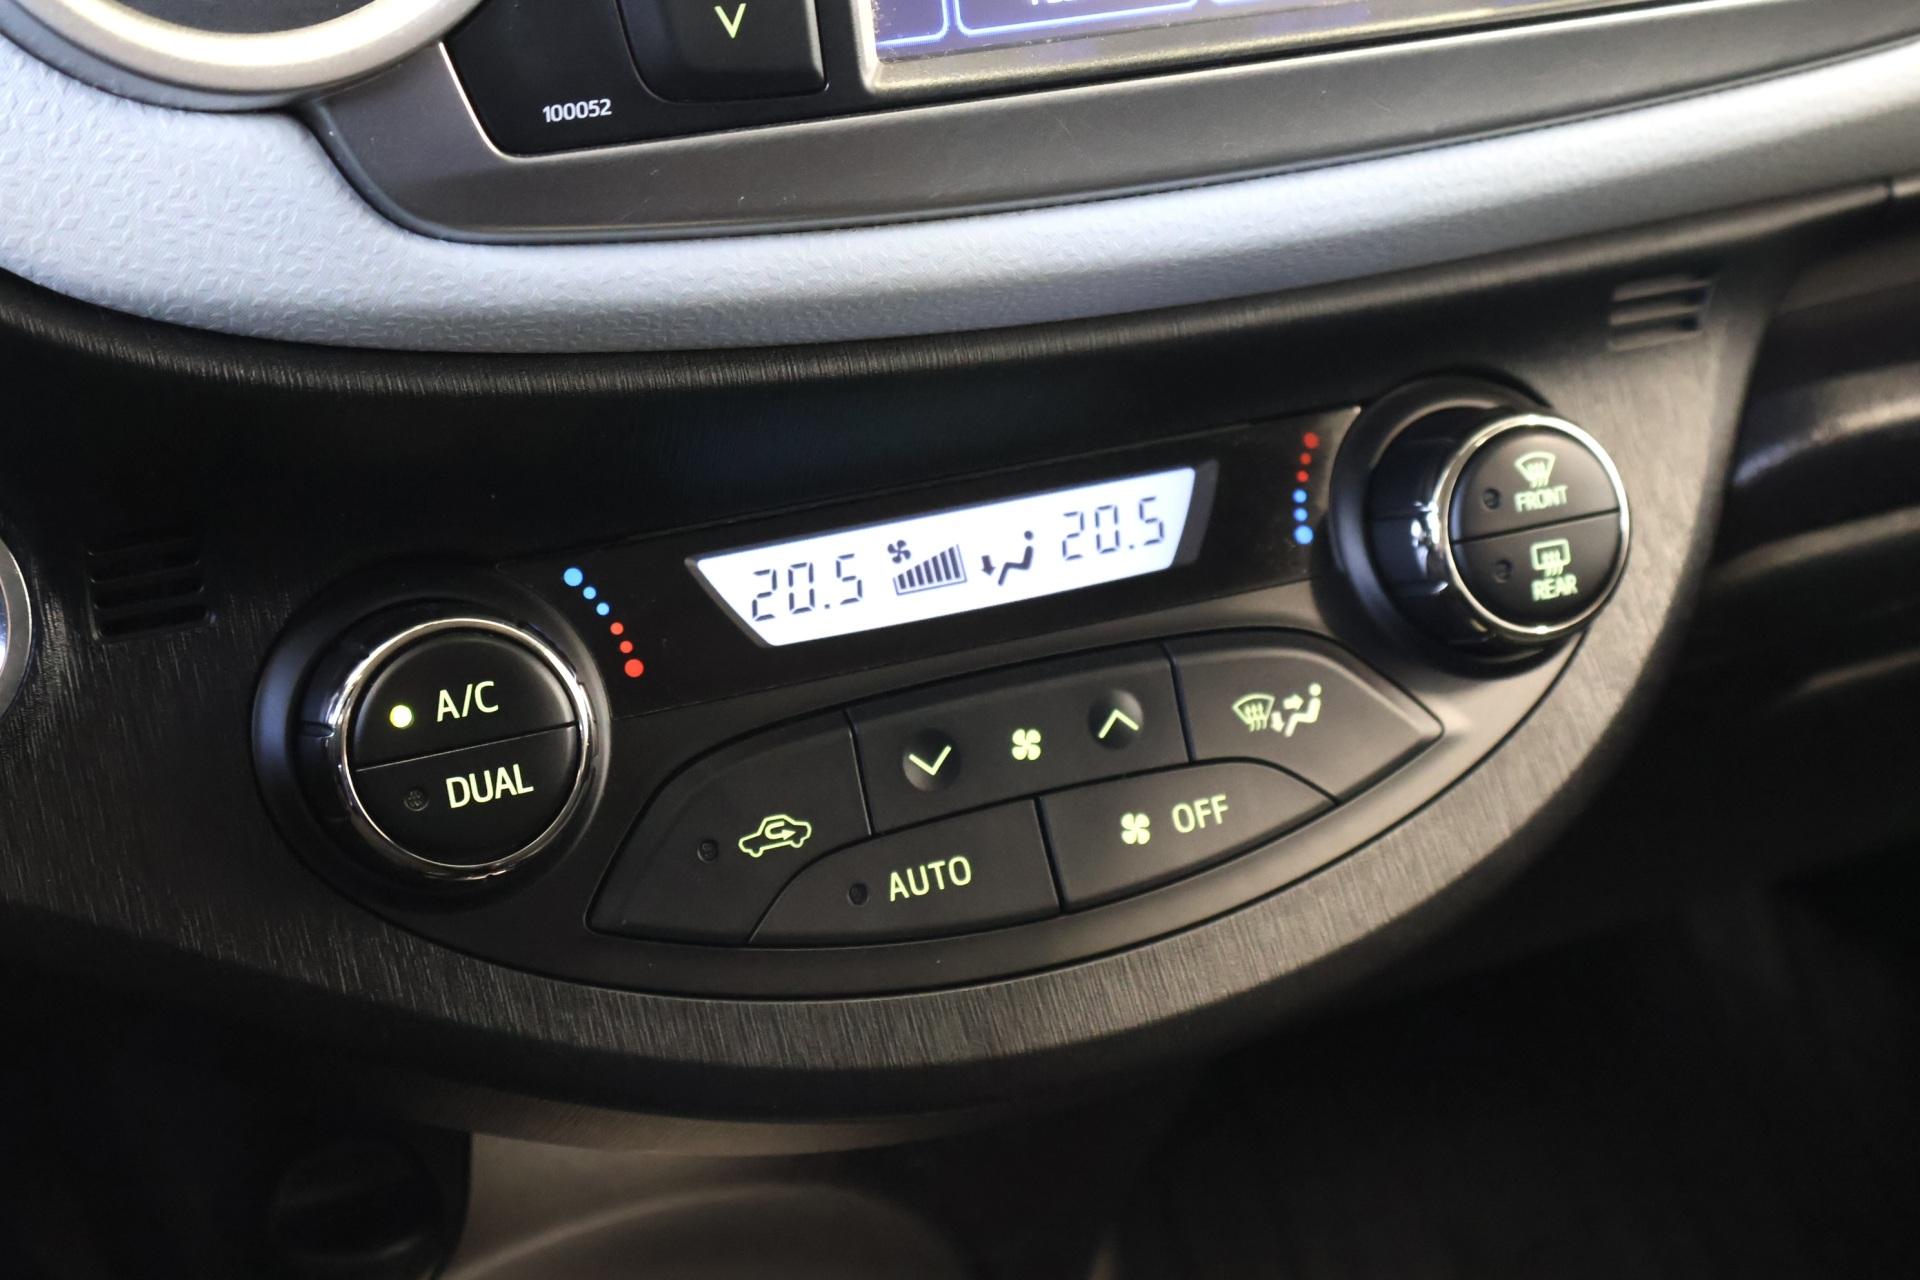 100052
20.5 20.5
FRONT
REAR
A/C
DUAL
AUTO
OFF